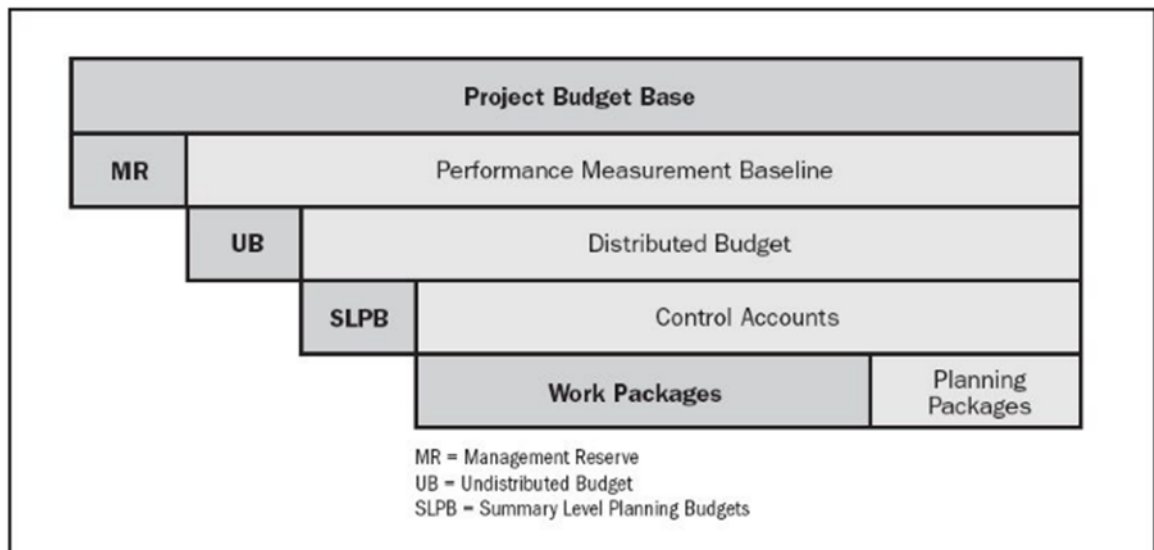 Project Budget Base
MR
Performance Measurement Baseline
UB
Distributed Budget
SLPB
Control Accounts
Work Packages
Planning
Packages
MR = Management Reserve
UB = Undistributed Budget
SLPB = Summary Level Planning Budgets